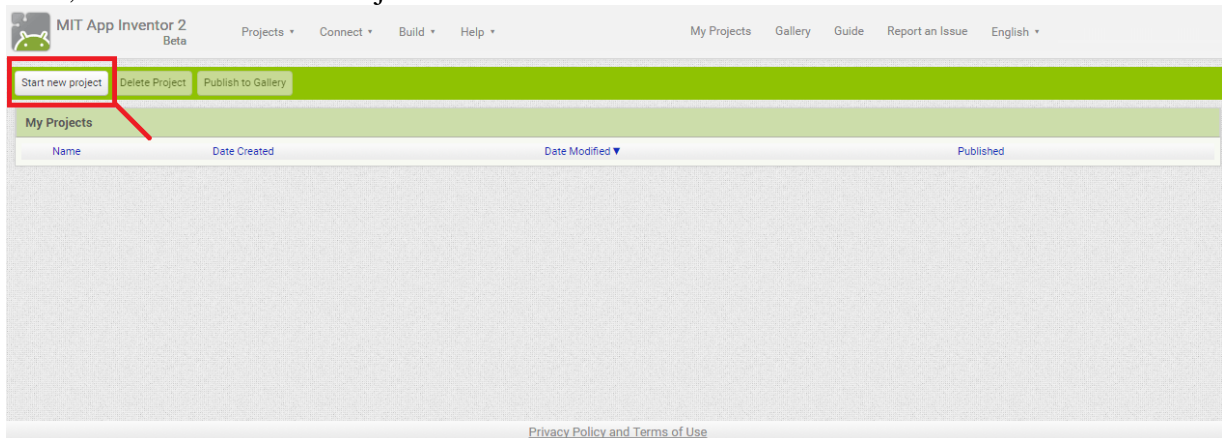 MIT App Inventor 2
Beta
Projects Connect Build Help My Projects Gallery Guide Report an Issue English
Start new project Delete Project Publish to Gallery
My Projects
Name Date Created Date Modified▼ Published
Privacy Policy and Terms of Use